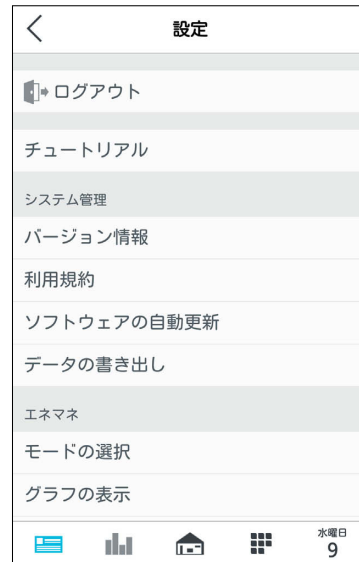 設定
ログアウト
チュートリアル
システム管理
バージョン情報
利用規約
ソフトウェアの自動更新
データの書き出し
エネマネ
モードの選択
グラフの表示
水曜日
9